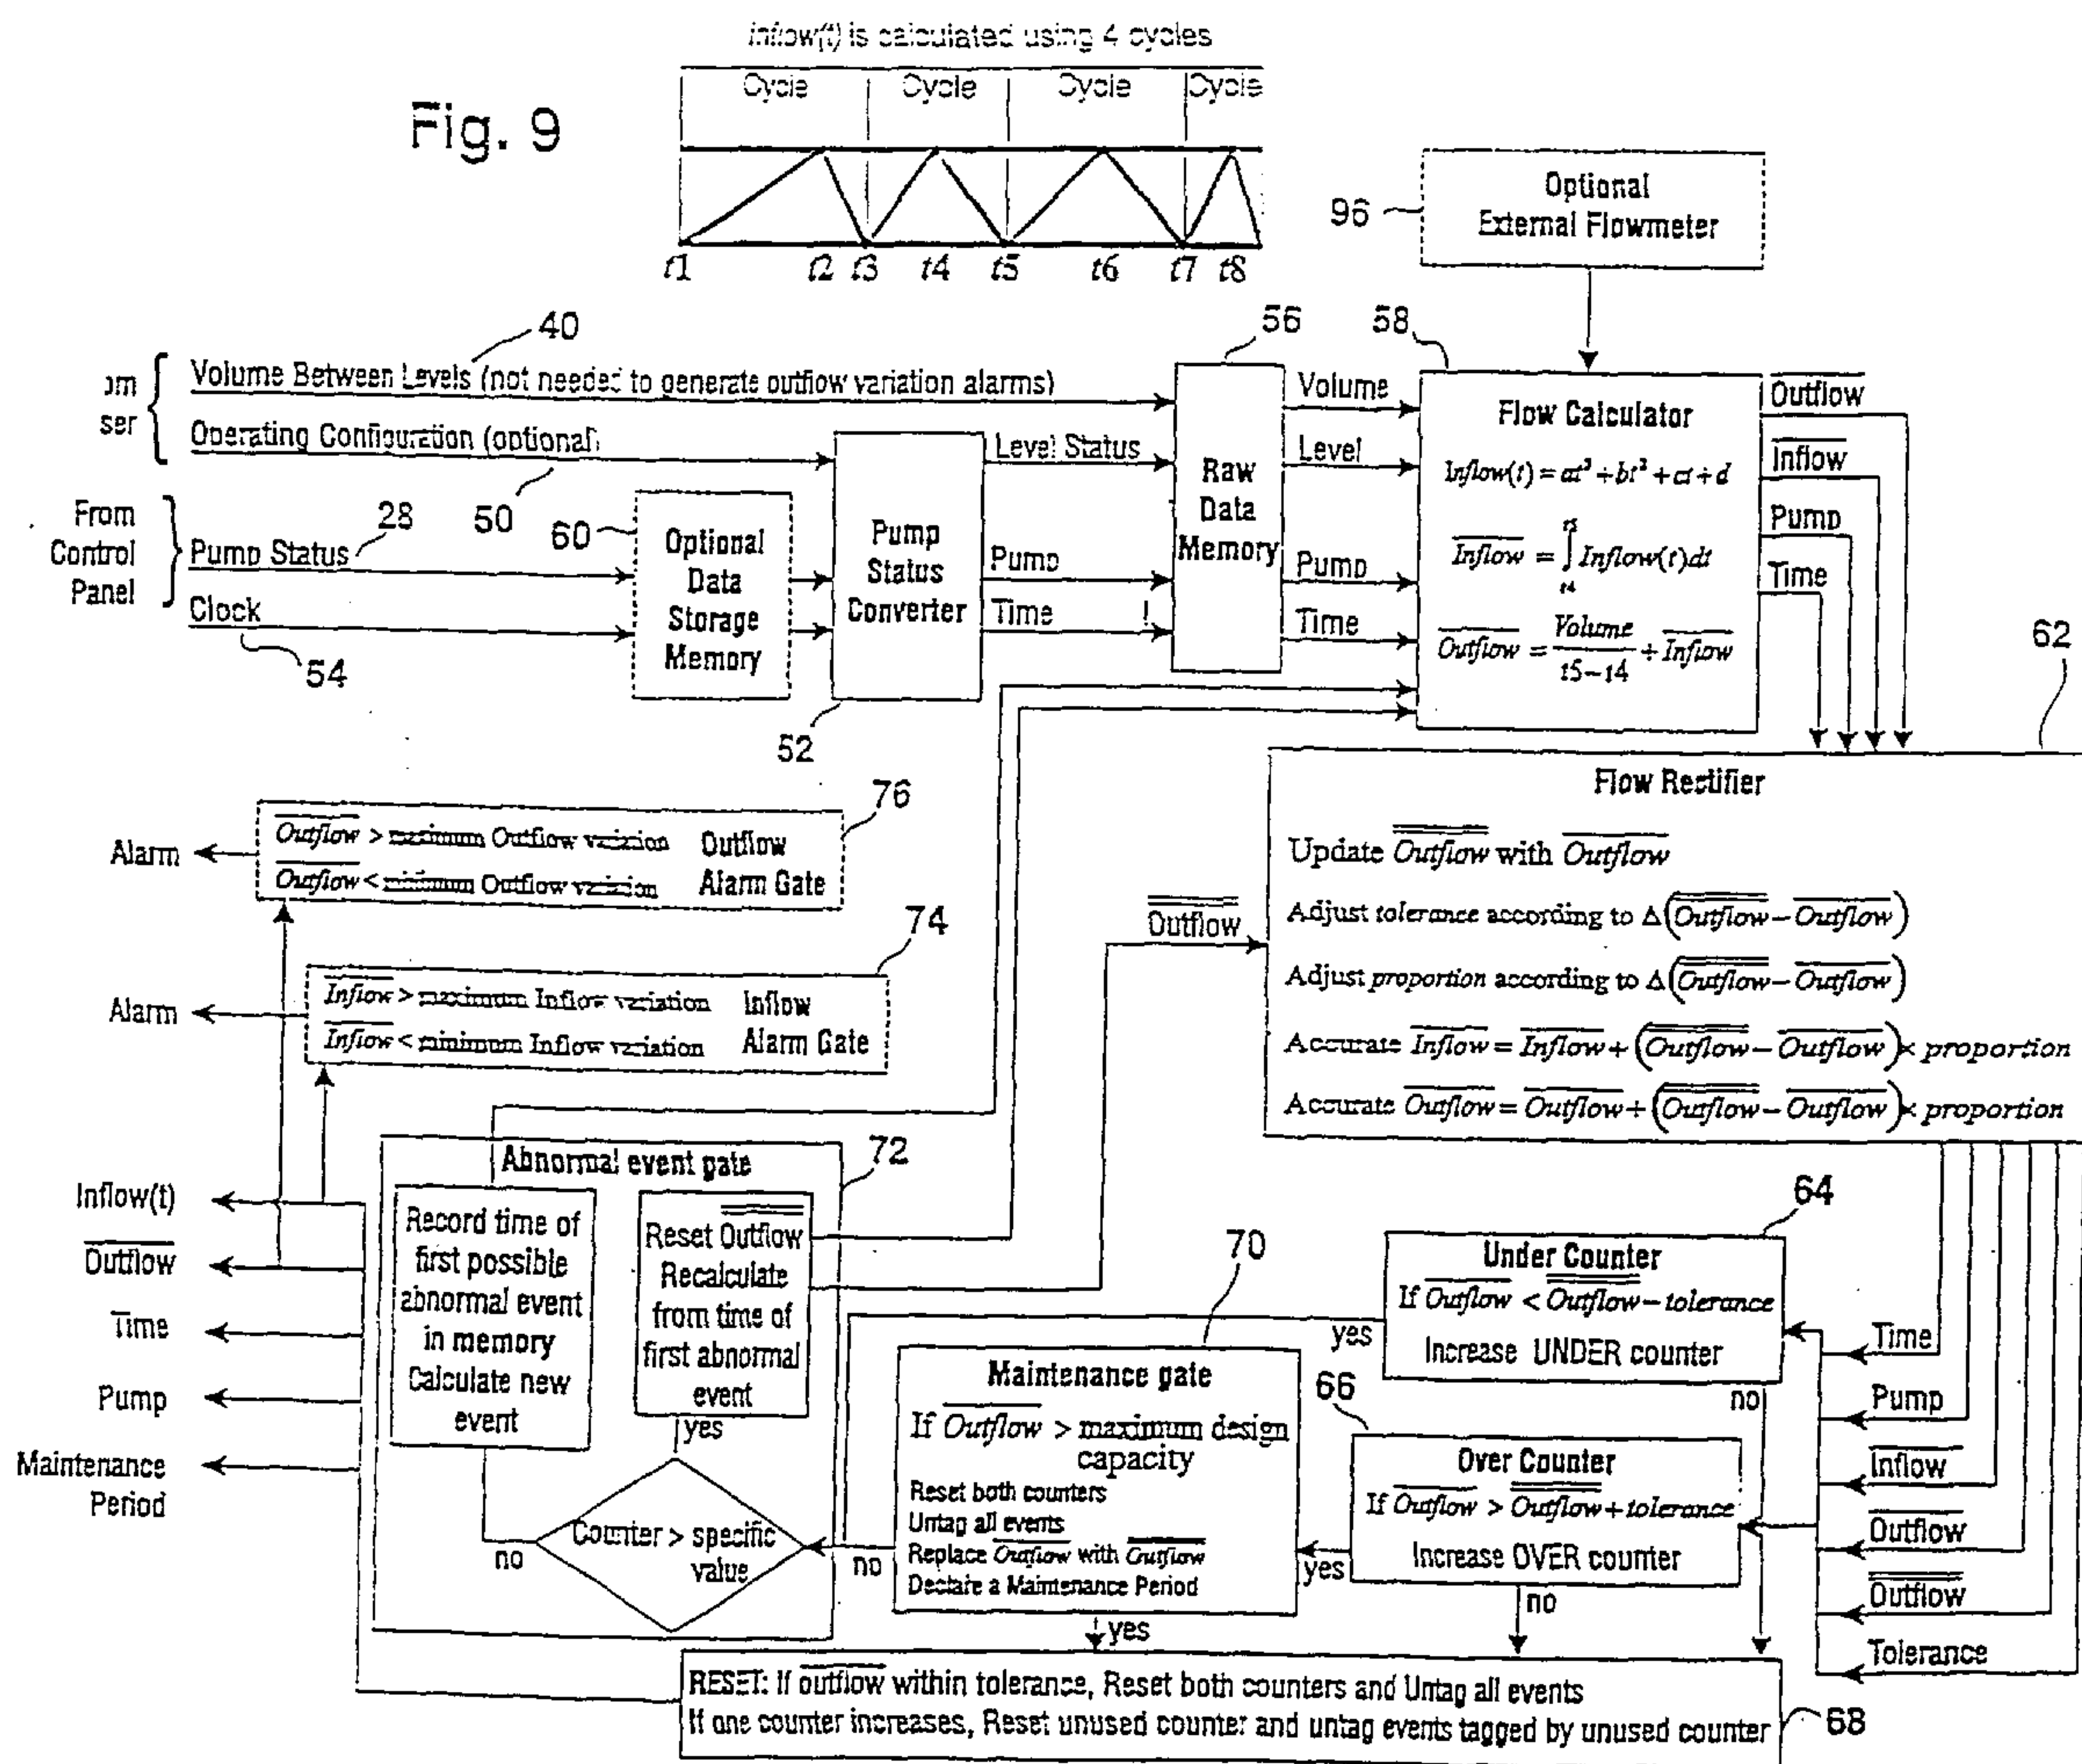 Inflow(t) is calculated using 4 cycles
Cycle Cycle Cycle Cycle
Fig. 9
t1 t2 t3 t4 t5 t6 t7 t8
96
Optional
External Flowmeter
40
56
58
om
ser
Volume Between Levels (not needed to generate outflow variation alarms)
Operating Configuration (optional)
50
From
Control
Panel
Pump Status
28
Clock
54
60
Optional
Data
Storage
Memory
Pump
Status
Converter
52
Level Status
Pump
Time
Raw
Data
Memory
Volume
Level
Pump
Time
Flow Calculator
Inflow(t) = at³ + bt² + ct + d
Inflow = ∫ Inflow(t)dt
t5
t4
Outflow = Volume / t5-t4 + Inflow
Outflow
Inflow
Pump
Time
62
Flow Rectifier
Update Outflow with Outflow
Adjust tolerance according to Δ(Outflow - Outflow)
Adjust proportion according to Δ(Outflow - Outflow)
Accurate Inflow = Inflow + (Outflow - Outflow) × proportion
Accurate Outflow = Outflow + (Outflow - Outflow) × proportion
Outflow
76
Alarm
Outflow > maximum Outflow variation
Outflow < minimum Outflow variation
Outflow
Alarm Gate
74
Alarm
Inflow > maximum Inflow variation
Inflow < minimum Inflow variation
Inflow
Alarm Gate
Inflow(t)
Outflow
Time
Pump
Maintenance
Period
72
Abnormal event gate
Record time of
first possible
abnormal event
in memory
Calculate new
event
Reset Outflow
Recalculate
from time of
first abnormal
event
yes
Counter > specific
value
no
no
70
Maintenance gate
If Outflow > maximum design
capacity
Reset both counters
Untag all events
Replace Outflow with Outflow
Declare a Maintenance Period
yes
64
Under Counter
If Outflow < Outflow - tolerance
Increase UNDER counter
yes
no
66
Over Counter
If Outflow > Outflow + tolerance
Increase OVER counter
yes
no
Time
Pump
Inflow
Outflow
Outflow
Tolerance
RESET: If outflow within tolerance, Reset both counters and Untag all events
If one counter increases, Reset unused counter and untag events tagged by unused counter
68